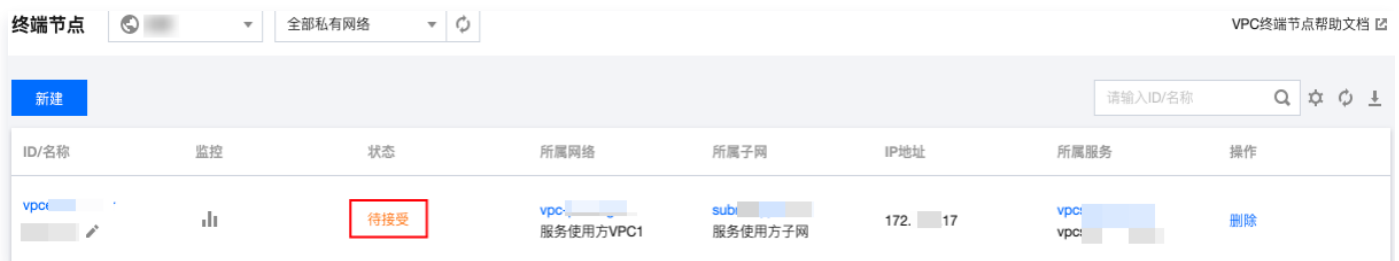 终端节点
全部私有网络
VPC终端节点帮助文档
新建
请输入ID/名称
ID/名称 监控 状态 所属网络 所属子网 IP地址 所属服务 操作
vpce 待接受 vpc- 172. 17 删除
服务使用方VPC1 服务使用方子网